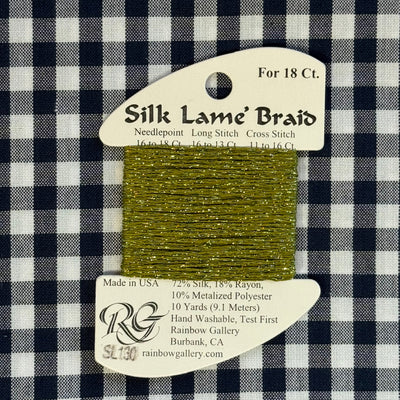 For 18 Ct.
Silk Lame' Braid
Needlepoint Long Stitch Cross Stitch
16 to 18 Ct. 16 to 13 Ct. 11 to 16 Ct.
Made in USA 72% Silk, 18% Rayon,
10% Metalized Polyester
10 Yards (9.1 Meters)
Hand Washable, Test First
RG Rainbow Gallery
Burbank, CA
SL130 rainbowgallery.com